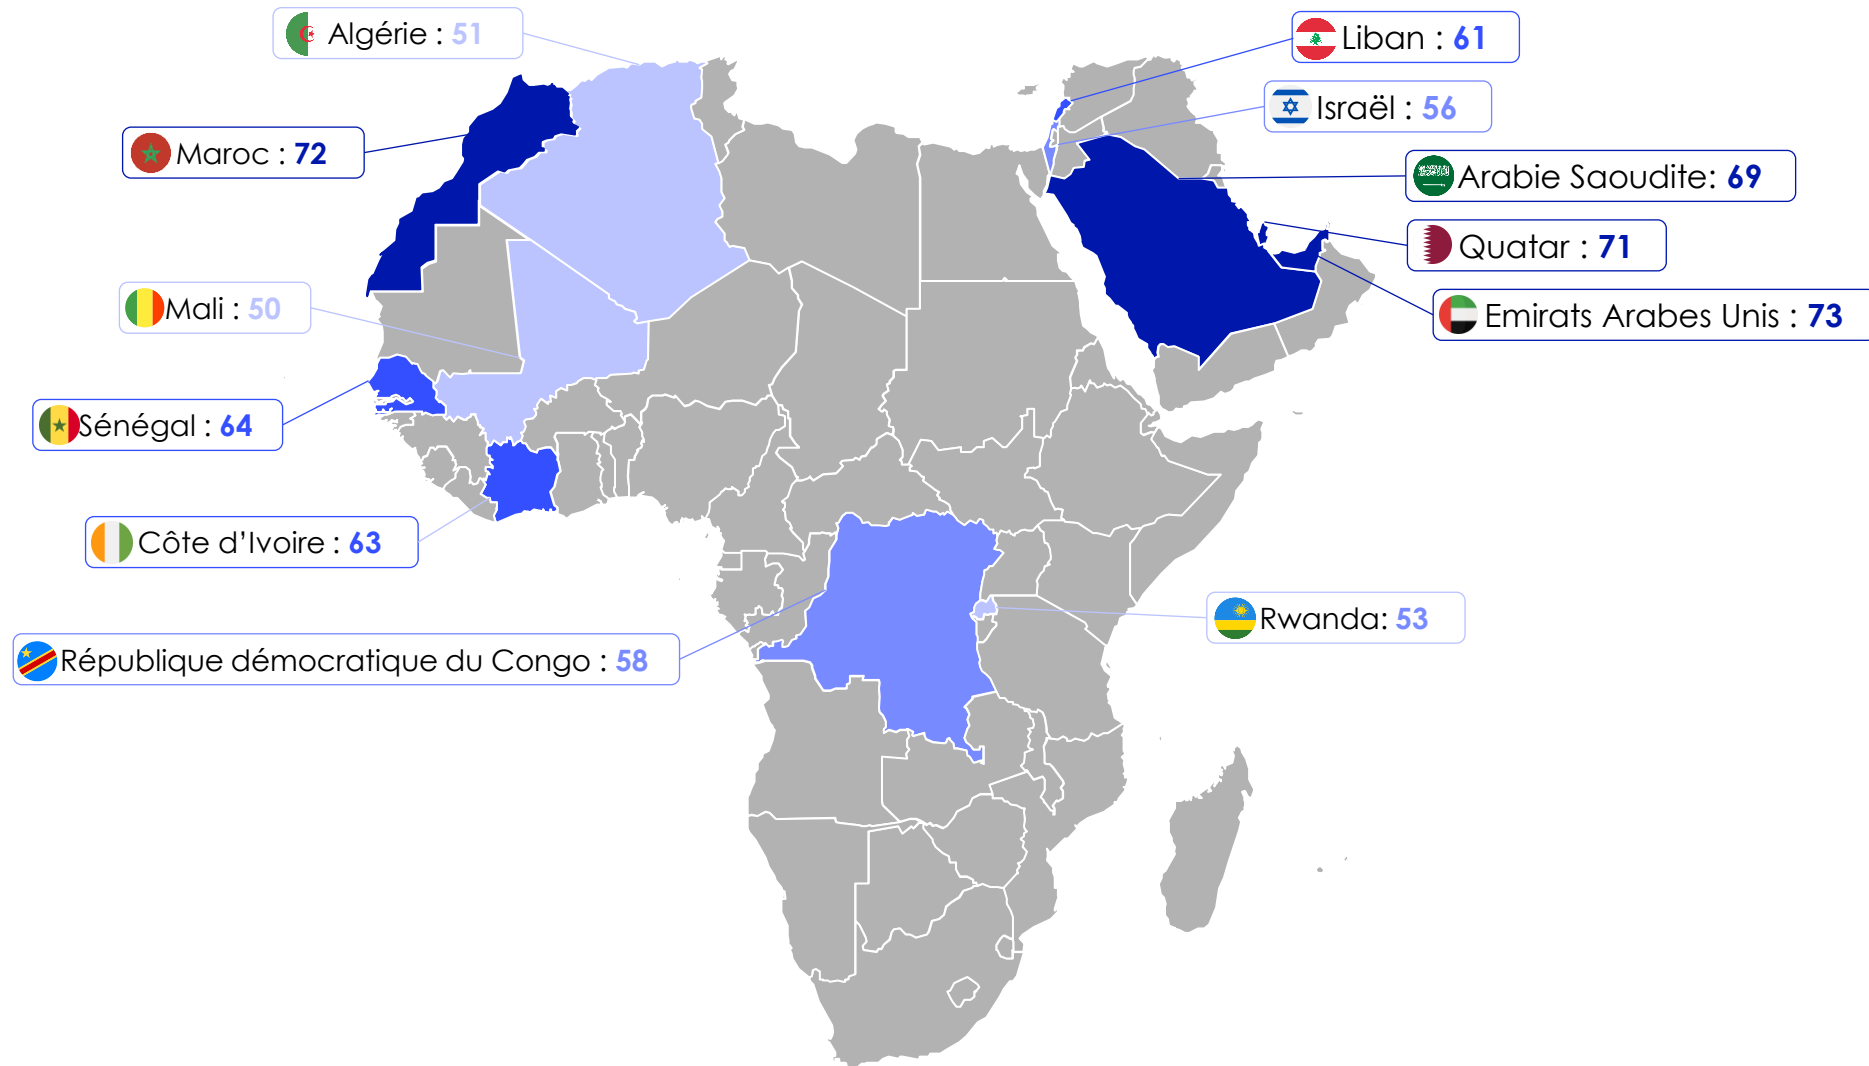 Algérie : 51
Liban : 61
Israël : 56
Maroc : 72
Arabie Saoudite: 69
Quatar : 71
Mali : 50
Emirats Arabes Unis : 73
Sénégal : 64
Côte d’Ivoire : 63
Rwanda: 53
République démocratique du Congo : 58